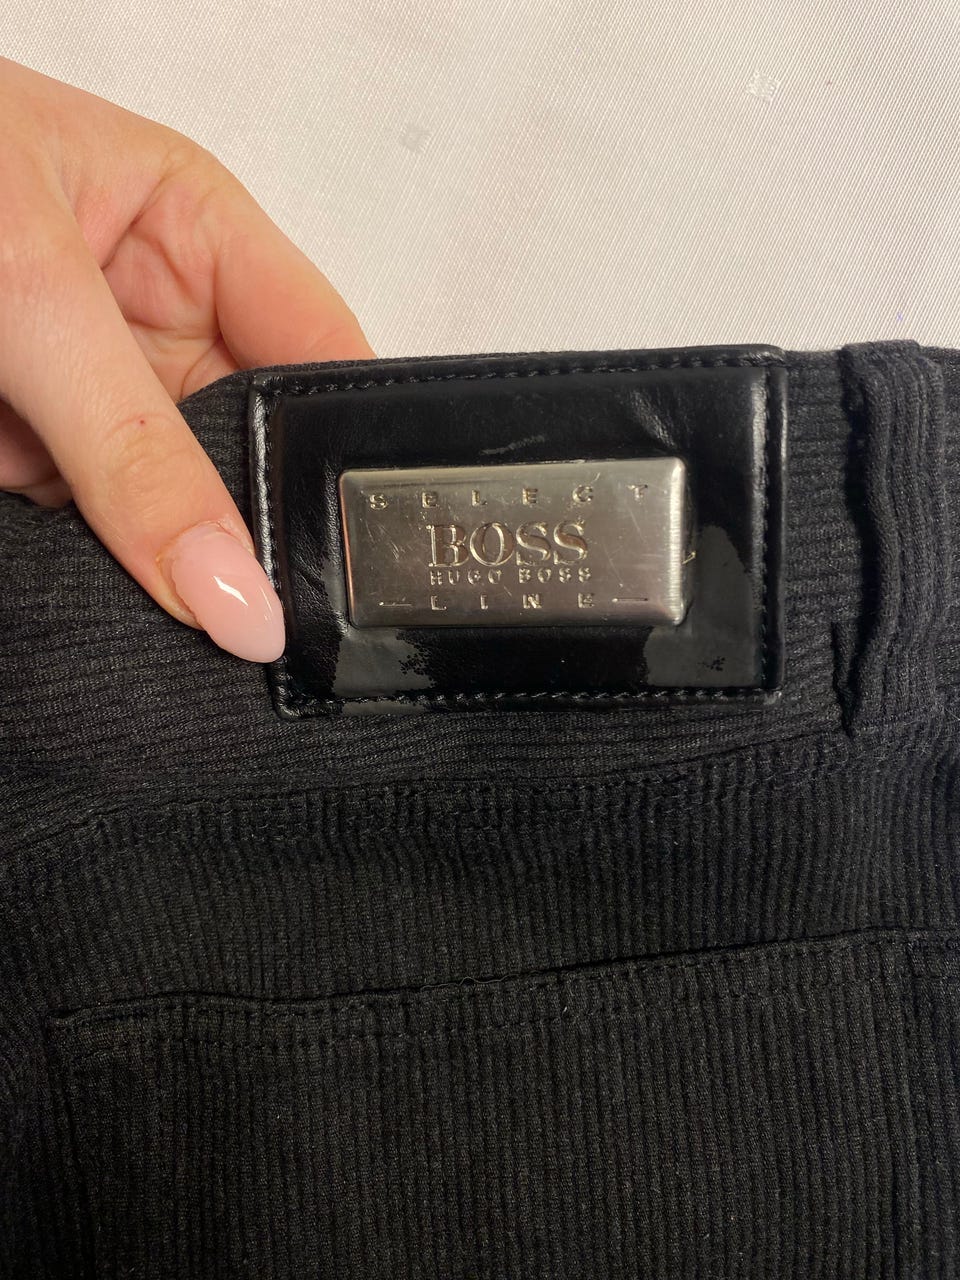 SELECT
BOSS
HUGO BOSS
— LINE —